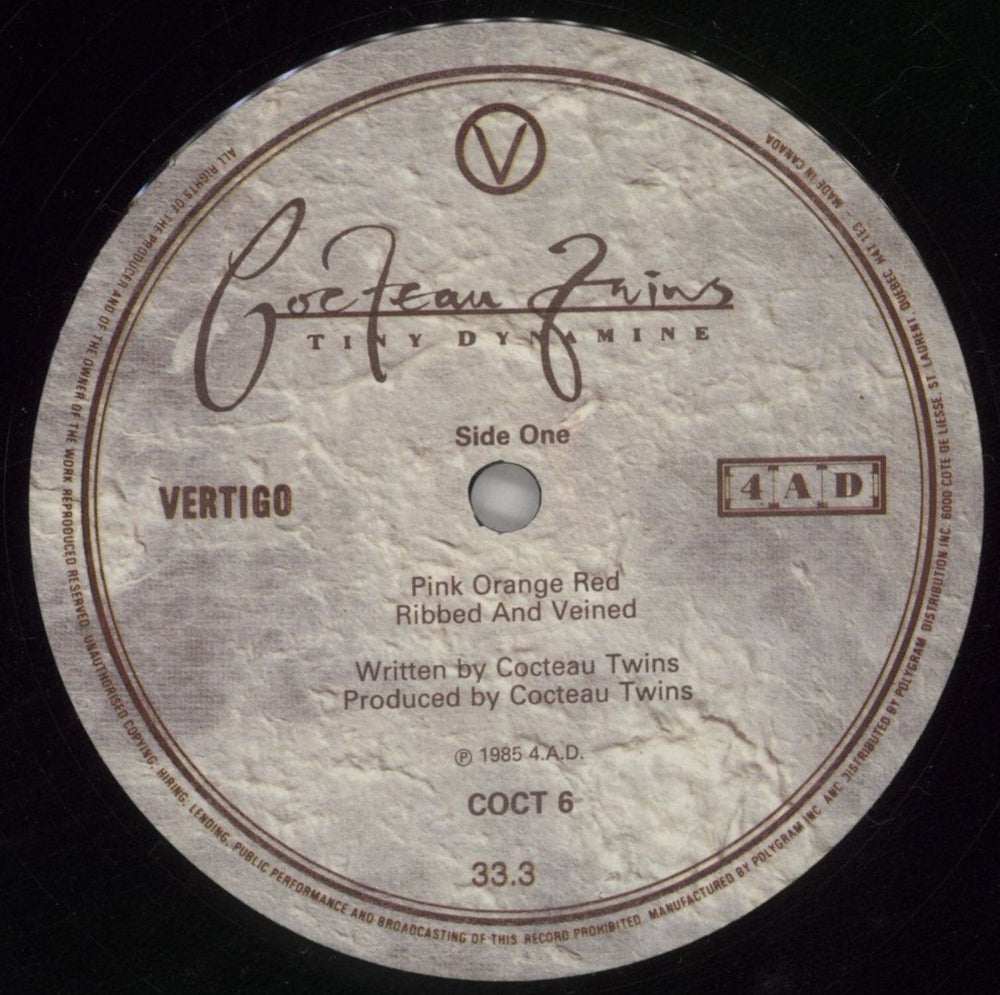 V
Cocteau Twins
TINY DYNAMINE
Side One
VERTIGO
4AD
Pink Orange Red
Ribbed And Veined
Written by Cocteau Twins
Produced by Cocteau Twins
℗ 1985 4.A.D.
COCT 6
33.3
ALL RIGHTS OF THE PRODUCER AND OF THE OWNER OF THE WORK REPRODUCED RESERVED. UNAUTHORISED COPYING, HIRING, LENDING, PUBLIC PERFORMANCE AND BROADCASTING OF THIS RECORD PROHIBITED. MANUFACTURED BY POLYGRAM INC. AND DISTRIBUTED BY POLYGRAM DISTRIBUTION INC. 6000 COTE DE LIESSE, ST. LAURENT, QUEBEC H4T 1E3 - MADE IN CANADA